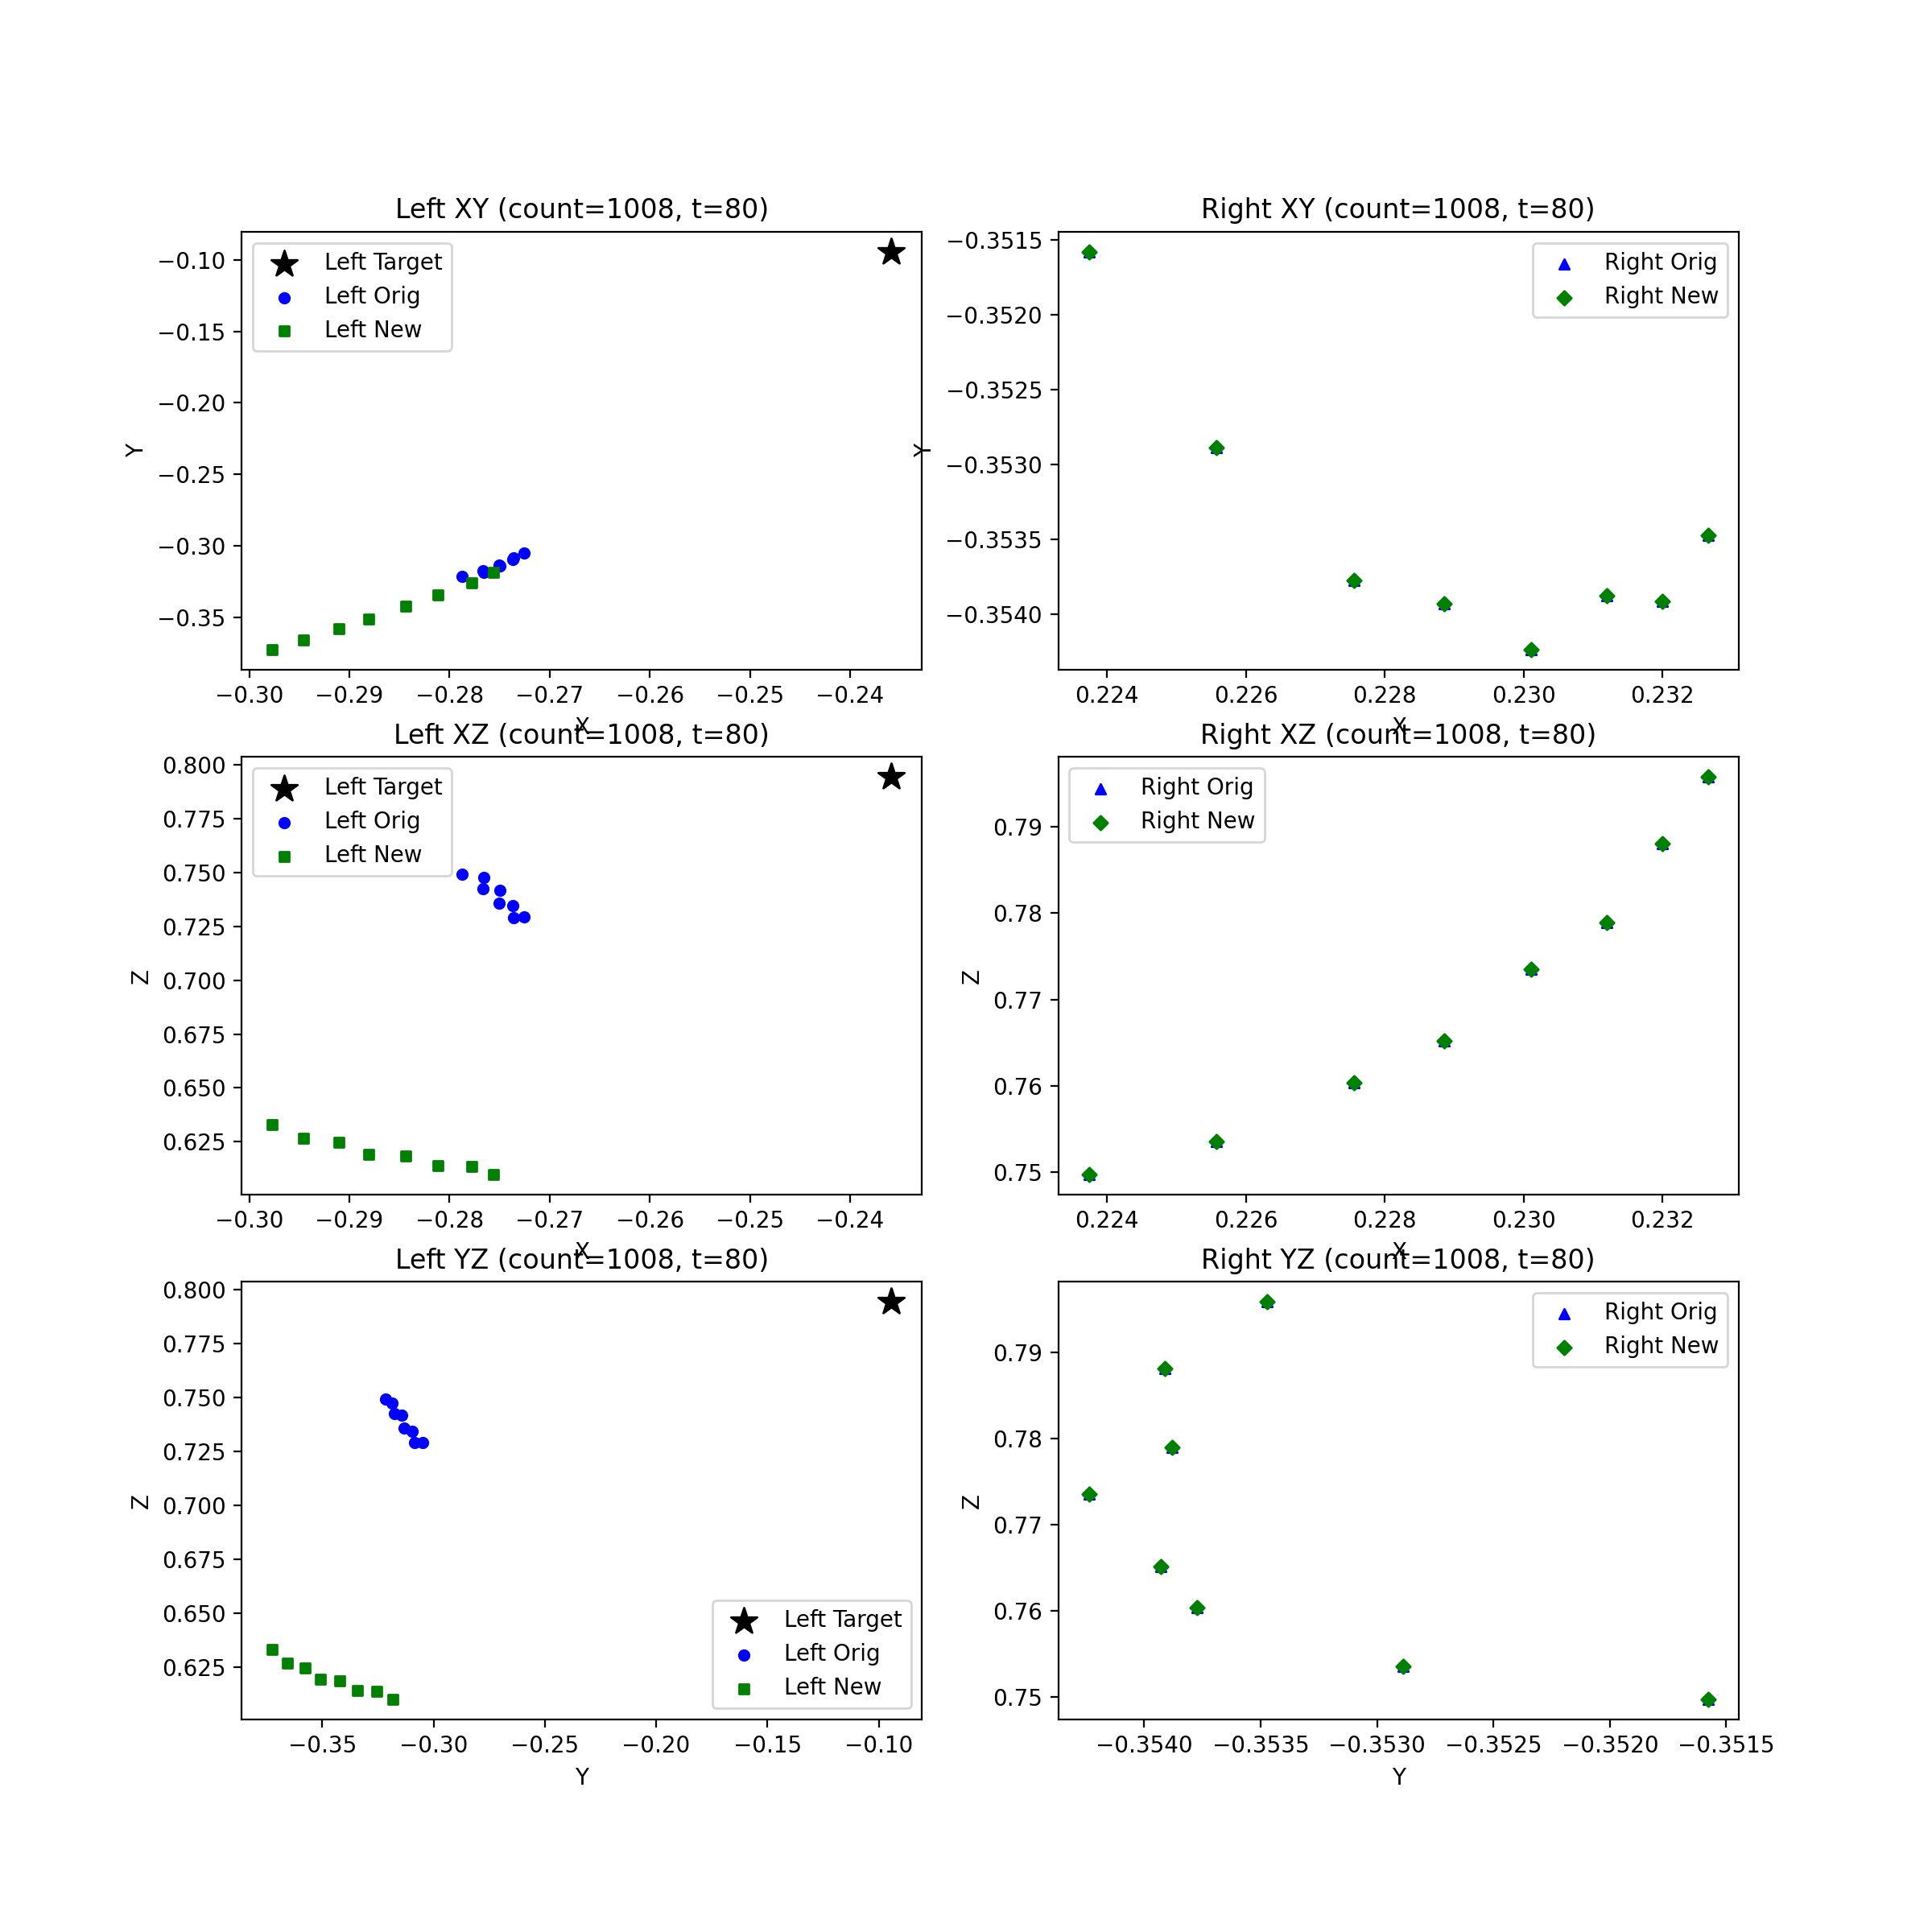 Left XY (count=1008, t=80)
Left Target
Left Orig
Left New
−0.10
−0.15
−0.20
−0.25
−0.30
−0.35
Y
−0.30
−0.29
−0.28
−0.27
−0.26
−0.25
−0.24
X
Right XY (count=1008, t=80)
Right Orig
Right New
−0.3515
−0.3520
−0.3525
−0.3530
−0.3535
−0.3540
Y
0.224
0.226
0.228
0.230
0.232
X
Left XZ (count=1008, t=80)
Left Target
Left Orig
Left New
0.800
0.775
0.750
0.725
0.700
0.675
0.650
0.625
Z
−0.30
−0.29
−0.28
−0.27
−0.26
−0.25
−0.24
X
Right XZ (count=1008, t=80)
Right Orig
Right New
0.79
0.78
0.77
0.76
0.75
Z
0.224
0.226
0.228
0.230
0.232
X
Left YZ (count=1008, t=80)
0.800
0.775
0.750
0.725
0.700
0.675
0.650
0.625
Z
Left Target
Left Orig
Left New
−0.35
−0.30
−0.25
−0.20
−0.15
−0.10
Y
Right YZ (count=1008, t=80)
Right Orig
Right New
0.79
0.78
0.77
0.76
0.75
Z
−0.3540
−0.3535
−0.3530
−0.3525
−0.3520
−0.3515
Y